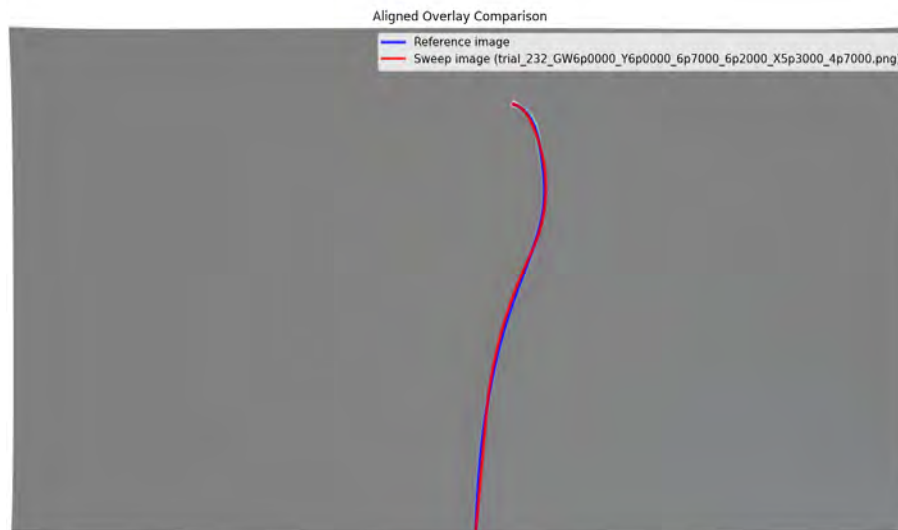 Aligned Overlay Comparison
Reference image
Sweep image (trial_232_GW6p0000_Y6p0000_6p7000_6p2000_X5p3000_4p7000.png)